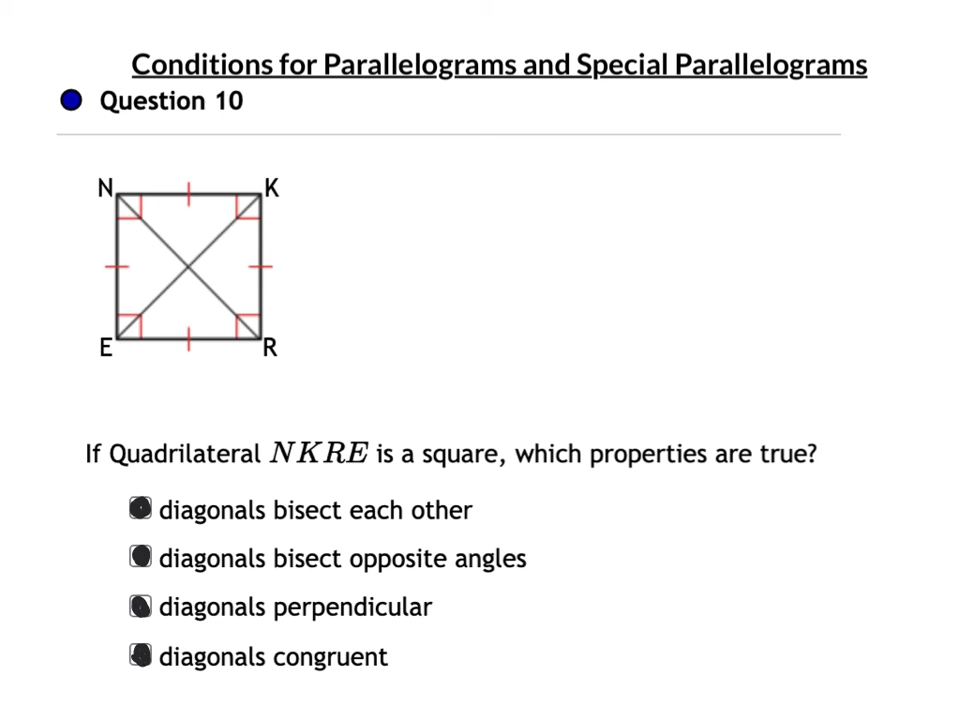 Conditions for Parallelograms and Special Parallelograms
Question 10
N K
E R
If Quadrilateral NKRE is a square, which properties are true?
diagonals bisect each other
diagonals bisect opposite angles
diagonals perpendicular
diagonals congruent